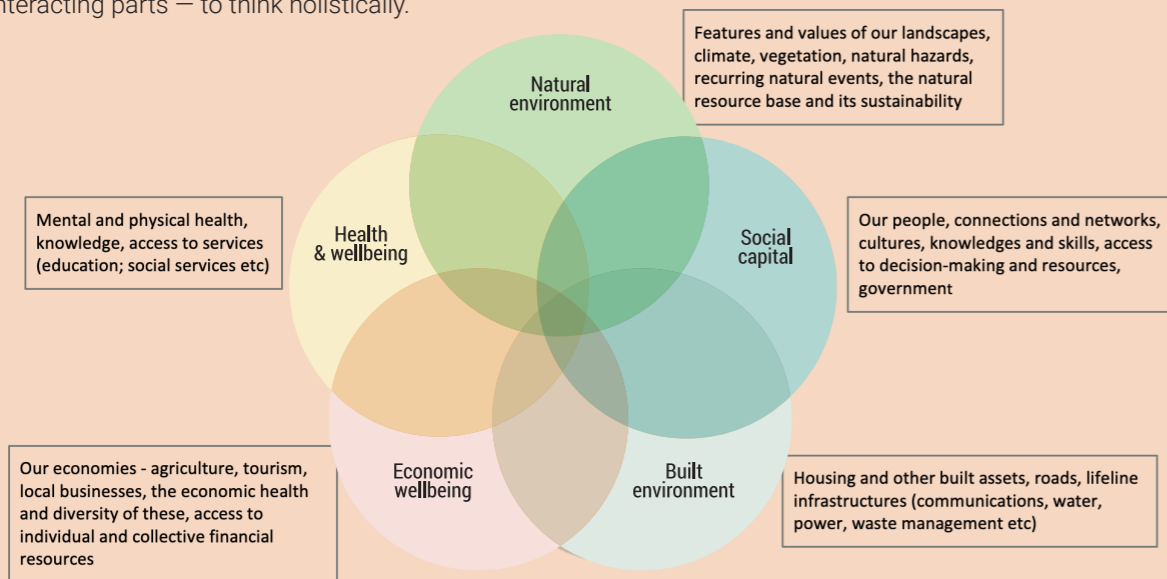 nteracting parts — to think holistically.
Natural
environment
Features and values of our landscapes,
climate, vegetation, natural hazards,
recurring natural events, the natural
resource base and its sustainability
Mental and physical health,
knowledge, access to services
(education; social services etc)
Health
& wellbeing
Social
capital
Our people, connections and networks,
cultures, knowledges and skills, access
to decision-making and resources,
government
Our economies - agriculture, tourism,
local businesses, the economic health
and diversity of these, access to
individual and collective financial
resources
Economic
wellbeing
Built
environment
Housing and other built assets, roads, lifeline
infrastructures (communications, water,
power, waste management etc)